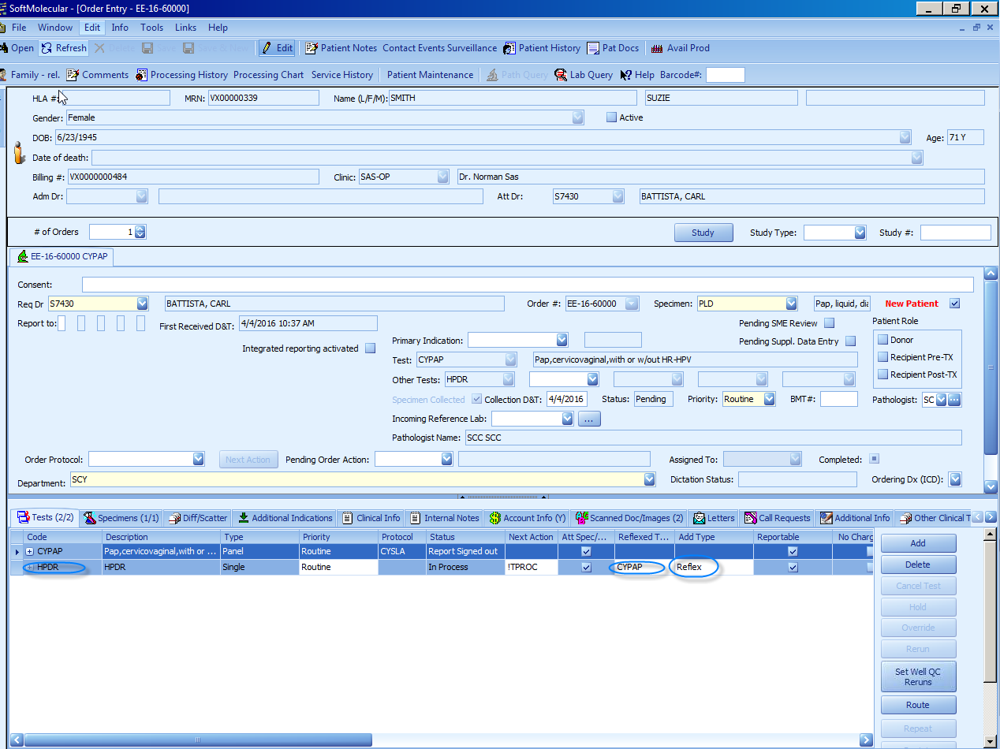 SoftMolecular - [Order Entry - EE-16-60000]
File Window Edit Info Tools Links Help
Open Refresh Delete Save Save & New Edit Patient Notes Contact Events Surveillance Patient History Pat Docs Avail Prod
Family - rel. Comments Processing History Processing Chart Service History Patient Maintenance Path Query Lab Query Help Barcode#:
HLA #: MRN: VX00000339 Name (L/F/M): SMITH SUZIE
Gender: Female Active
DOB: 6/23/1945 Age: 71 Y
Date of death:
Billing #: VX0000000484 Clinic: SAS-OP Dr. Norman Sas
Adm Dr: Att Dr: S7430 BATTISTA, CARL
# of Orders 1 Study Study Type: Study #:
EE-16-60000 CYPAP
Consent:
Req Dr S7430 BATTISTA, CARL Order #: EE-16-60000 Specimen: PLD Pap, liquid, dia New Patient
Report to: First Received D&T: 4/4/2016 10:37 AM Pending SME Review Patient Role
Integrated reporting activated Primary Indication: Pending Suppl. Data Entry Donor
Test: CYPAP Pap,cervicovaginal,with or w/out HR-HPV Recipient Pre-TX
Other Tests: HPDR Recipient Post-TX
Specimen Collected Collection D&T: 4/4/2016 Status: Pending Priority: Routine BMT#: Pathologist: SC
Incoming Reference Lab: ...
Pathologist Name: SCC SCC
Order Protocol: Next Action Pending Order Action: Assigned To: Completed:
Department: SCY Dictation Status: Ordering Dx (ICD):
Tests (2/2) Specimens (1/1) Diff/Scatter Additional Indications Clinical Info Internal Notes Account Info (Y) Scanned Doc/Images (2) Letters Call Requests Additional Info Other Clinical T
Code Description Type Priority Protocol Status Next Action Att Spec/... Reflexed T... Add Type Reportable No Charg
CYPAP Pap,cervicovaginal,with or ... Panel Routine CYSLA Report Signed out
HPDR HPDR Single Routine In Process !TPROC CYPAP Reflex
Add
Delete
Cancel Test
Hold
Override
Rerun
Set Well QC
Reruns
Route
Repeat